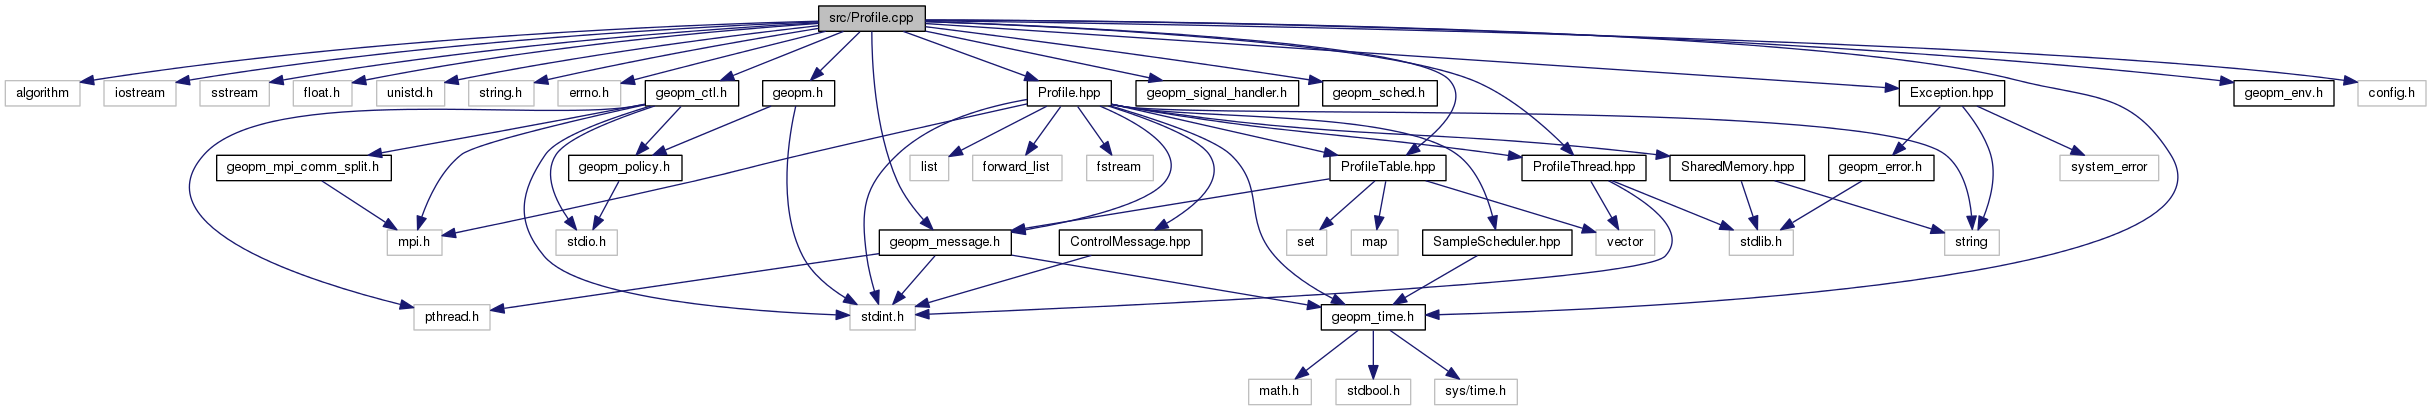 src/Profile.cpp
algorithm
iostream
sstream
float.h
unistd.h
string.h
errno.h
geopm_ctl.h
geopm.h
Profile.hpp
geopm_signal_handler.h
geopm_sched.h
Exception.hpp
geopm_env.h
config.h
geopm_mpi_comm_split.h
geopm_policy.h
list
forward_list
fstream
ProfileTable.hpp
ProfileThread.hpp
SharedMemory.hpp
geopm_error.h
system_error
mpi.h
stdio.h
geopm_message.h
ControlMessage.hpp
set
map
SampleScheduler.hpp
vector
stdlib.h
string
pthread.h
stdint.h
geopm_time.h
math.h
stdbool.h
sys/time.h